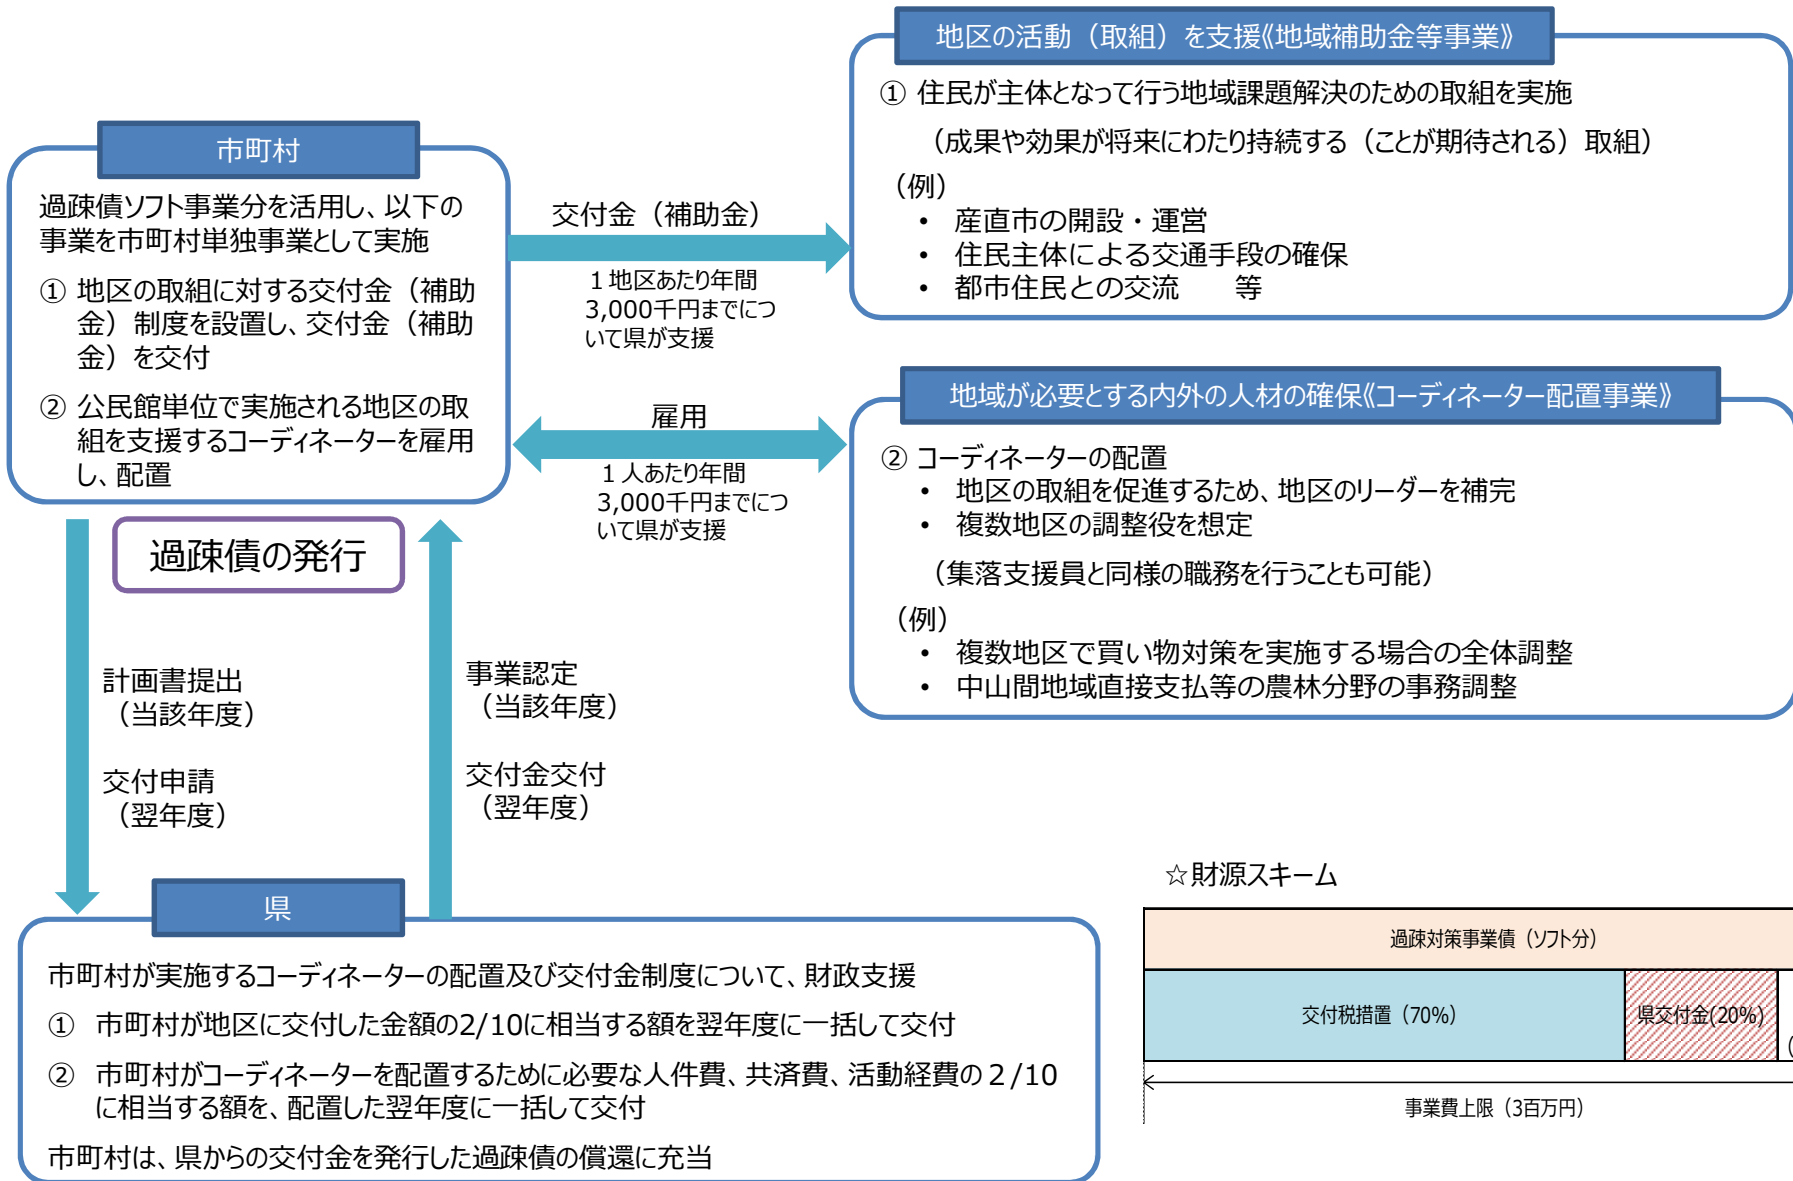 市町村
過疎債ソフト事業分を活用し、以下の
事業を市町村単独事業として実施
① 地区の取組に対する交付金（補助
金）制度を設置し、交付金（補助
金）を交付
② 公民館単位で実施される地区の取
組を支援するコーディネーターを雇用
し、配置
交付金（補助金）
１地区あたり年間
3,000千円までにつ
いて県が支援
雇用
１人あたり年間
3,000千円までにつ
いて県が支援
地区の活動（取組）を支援《地域補助金等事業》
① 住民が主体となって行う地域課題解決のための取組を実施
（成果や効果が将来にわたり持続する（ことが期待される）取組）
（例）
• 産直市の開設・運営
• 住民主体による交通手段の確保
• 都市住民との交流　　等
地域が必要とする内外の人材の確保《コーディネーター配置事業》
② コーディネーターの配置
• 地区の取組を促進するため、地区のリーダーを補完
• 複数地区の調整役を想定
（集落支援員と同様の職務を行うことも可能）
（例）
• 複数地区で買い物対策を実施する場合の全体調整
• 中山間地域直接支払等の農林分野の事務調整
過疎債の発行
計画書提出
（当該年度）
交付申請
（翌年度）
事業認定
（当該年度）
交付金交付
（翌年度）
県
市町村が実施するコーディネーターの配置及び交付金制度について、財政支援
① 市町村が地区に交付した金額の2/10に相当する額を翌年度に一括して交付
② 市町村がコーディネーターを配置するために必要な人件費、共済費、活動経費の２/10
に相当する額を、配置した翌年度に一括して交付
市町村は、県からの交付金を発行した過疎債の償還に充当
☆財源スキーム
過疎対策事業債（ソフト分）
交付税措置（70%）
県交付金(20%)
(
事業費上限（3百万円）